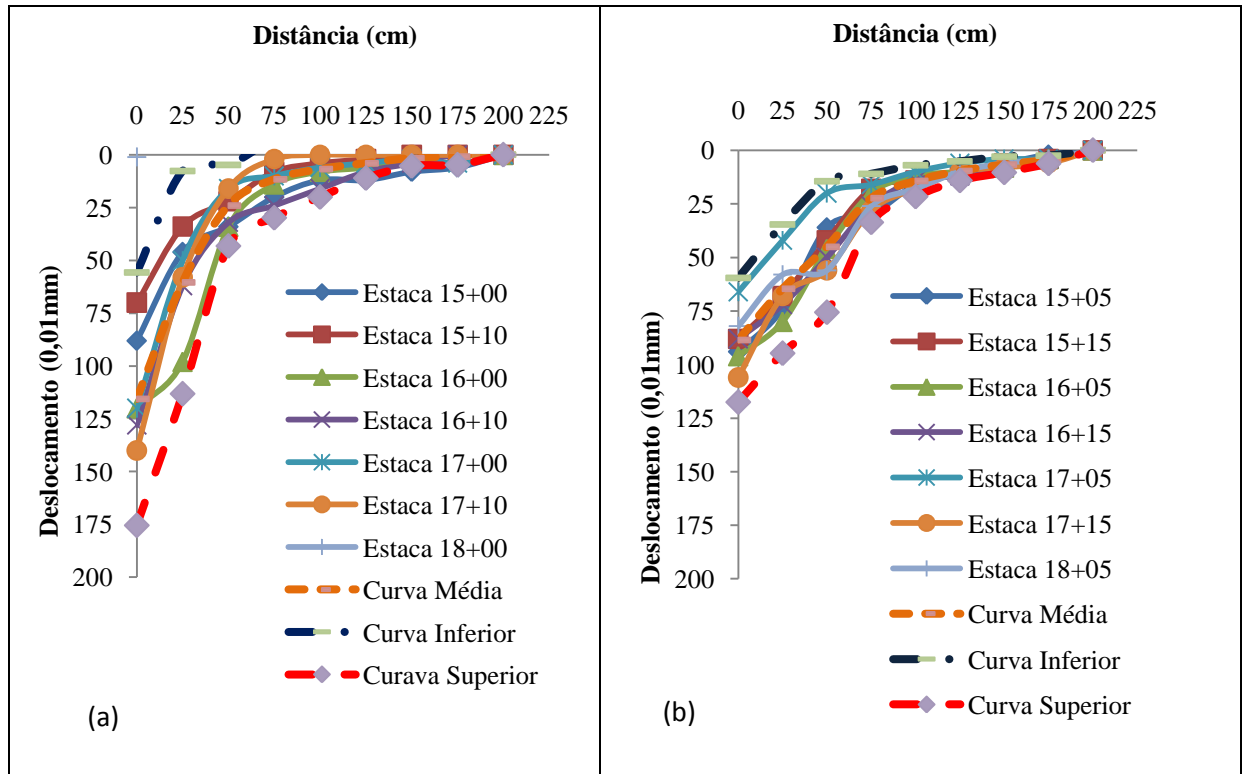 Distância (cm)
0 25 50 75 100 125 150 175 200 225
Deslocamento (0,01mm)
0
25
50
75
100
125
150
175
200
Estaca 15+00
Estaca 15+10
Estaca 16+00
Estaca 16+10
Estaca 17+00
Estaca 17+10
Estaca 18+00
Curva Média
Curva Inferior
Curava Superior
(a)
Distância (cm)
0 25 50 75 100 125 150 175 200 225
Deslocamento (0,01mm)
0
25
50
75
100
125
150
175
200
Estaca 15+05
Estaca 15+15
Estaca 16+05
Estaca 16+15
Estaca 17+05
Estaca 17+15
Estaca 18+05
Curva Média
Curva Inferior
Curva Superior
(b)